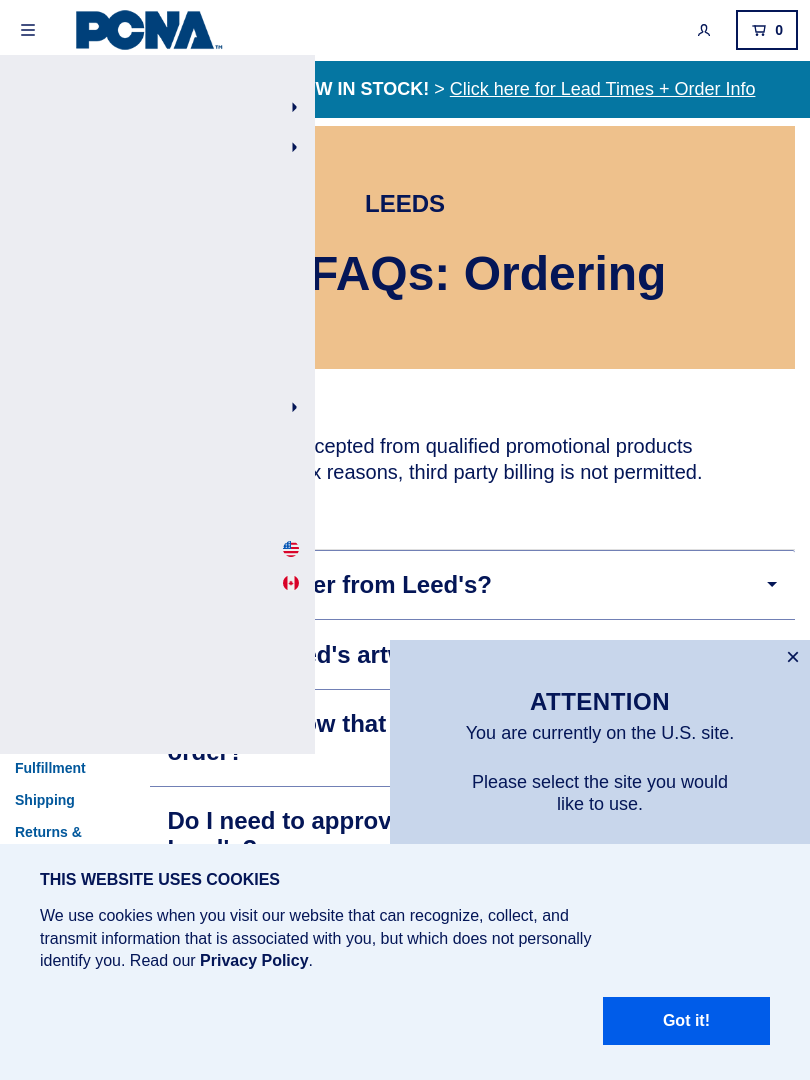 PCNA™
0
W IN STOCK! > Click here for Lead Times + Order Info
LEEDS
FAQs: Ordering
cepted from qualified promotional products
x reasons, third party billing is not permitted.
er from Leed's?
ed's artw
ow that
order?
Fulfillment
Shipping
Do I need to approv
Returns &
ATTENTION
You are currently on the U.S. site.
Please select the site you would
like to use.
THIS WEBSITE USES COOKIES
We use cookies when you visit our website that can recognize, collect, and
transmit information that is associated with you, but which does not personally
identify you. Read our Privacy Policy.
Got it!